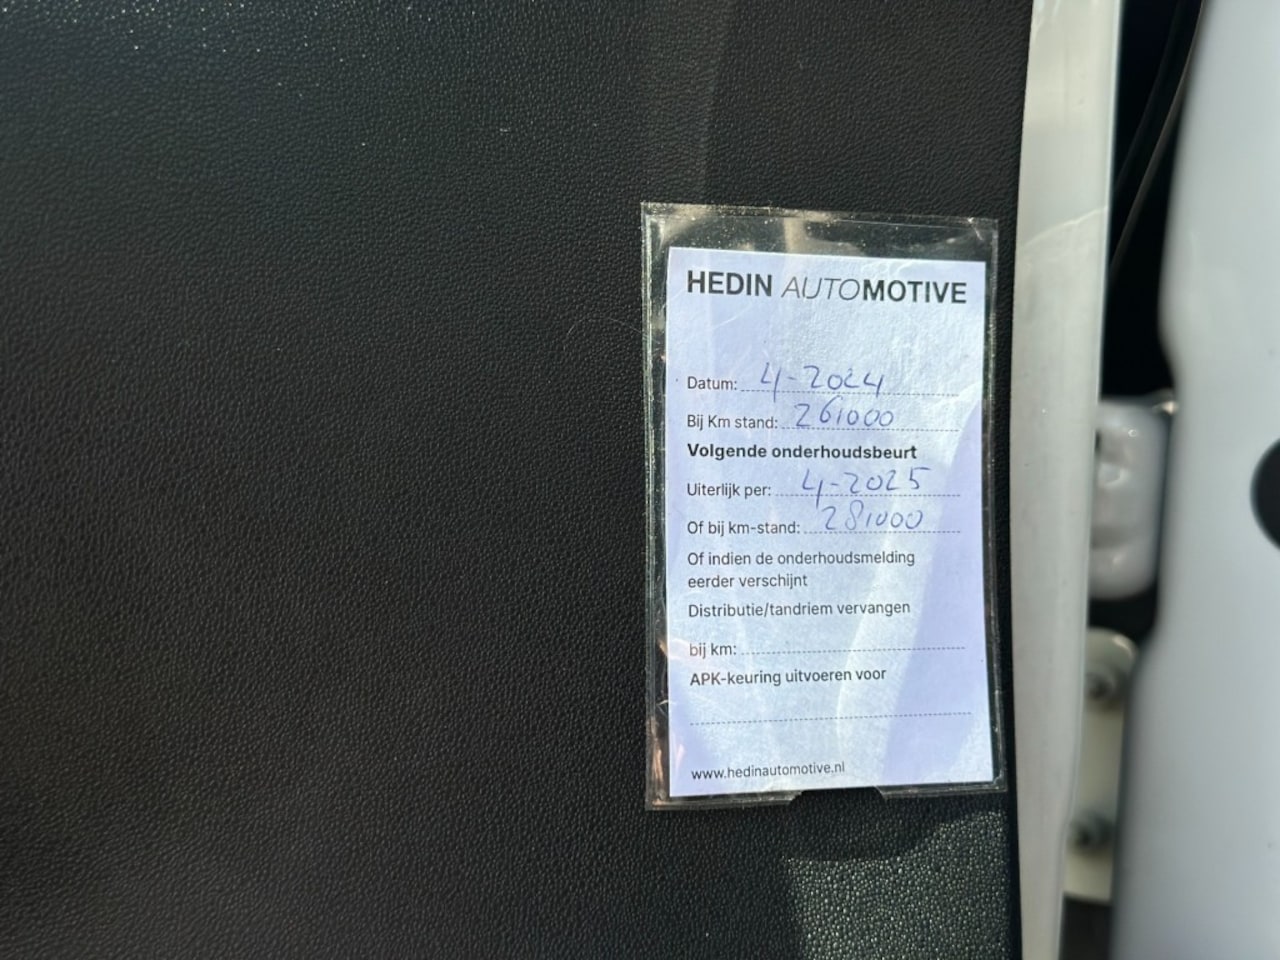 HEDIN AUTOMOTIVE
Datum: 4-2024
Bij Km stand: 261000
Volgende onderhoudsbeurt
Uiterlijk per: 4-2025
Of bij km-stand: 281000
Of indien de onderhoudsmelding
eerder verschijnt
Distributie/tandriem vervangen
bij km:
APK-keuring uitvoeren voor
www.hedinautomotive.nl